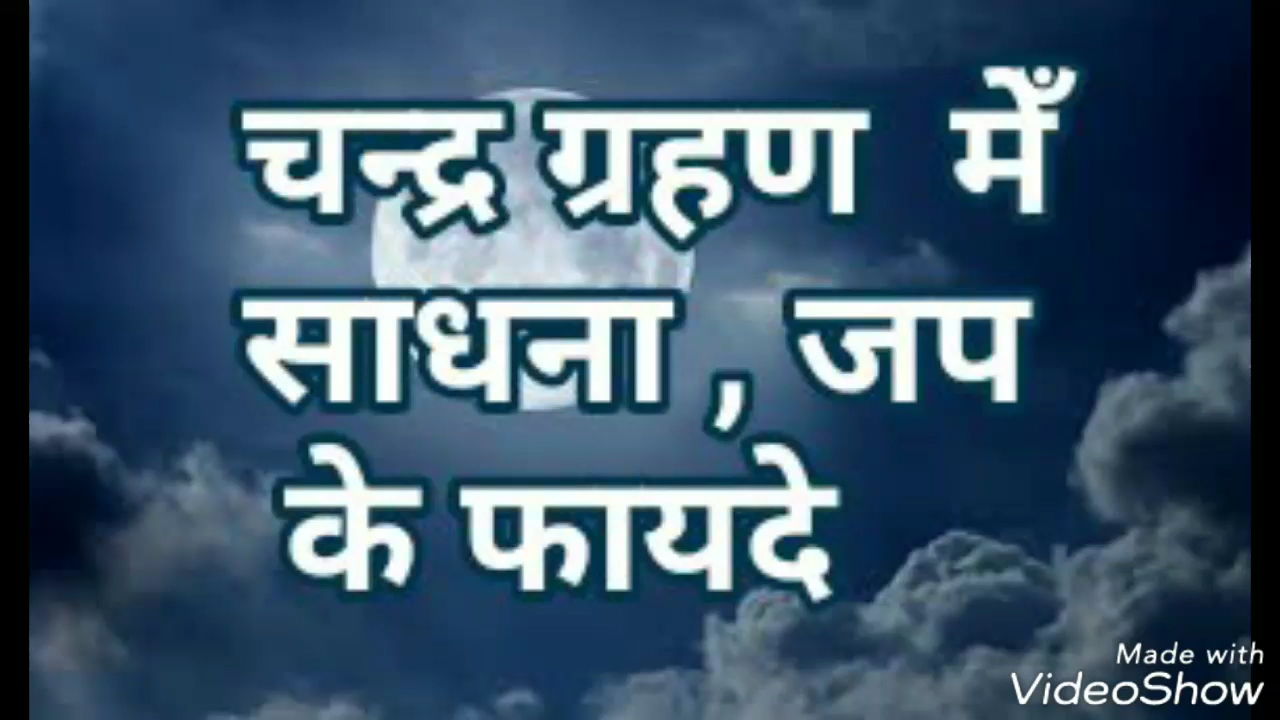 चन्द्र ग्रहण मेँ
साधना , जप
के फायदे
Made with
VideoShow